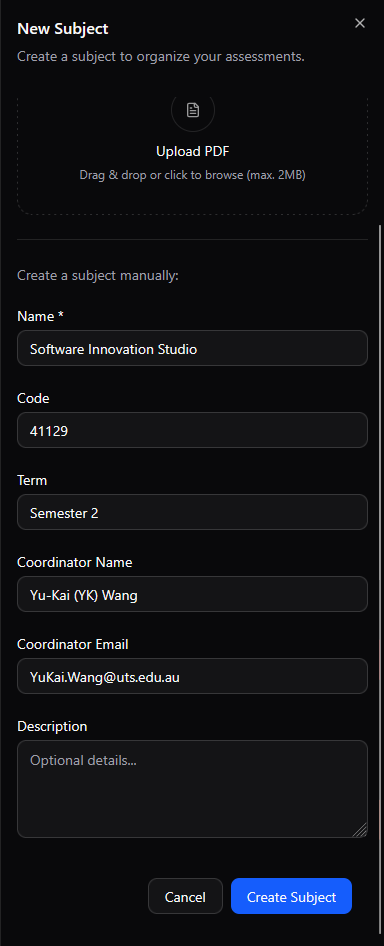 New Subject
Create a subject to organize your assessments.
Upload PDF
Drag & drop or click to browse (max. 2MB)
Create a subject manually:
Name *
Software Innovation Studio
Code
41129
Term
Semester 2
Coordinator Name
Yu-Kai (YK) Wang
Coordinator Email
YuKai.Wang@uts.edu.au
Description
Optional details...
Cancel
Create Subject